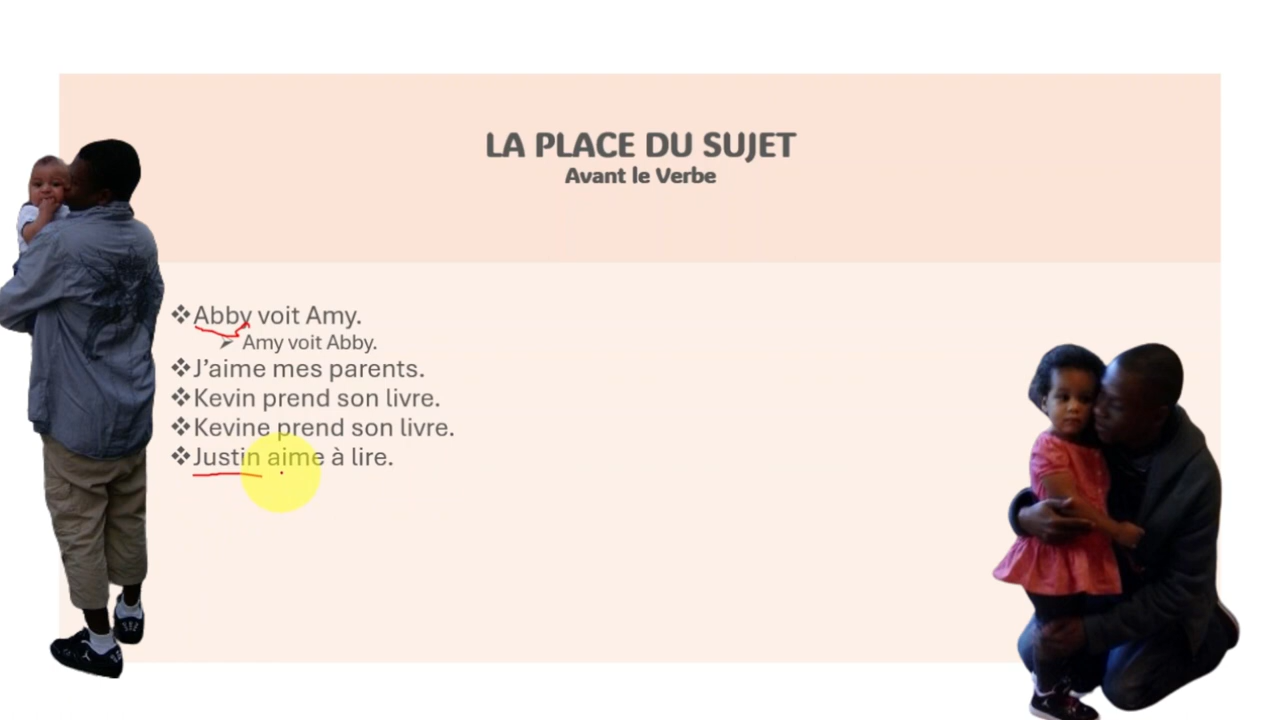 LA PLACE DU SUJET
Avant le Verbe
❖Abby voit Amy.
➢ Amy voit Abby.
❖J’aime mes parents.
❖Kevin prend son livre.
❖Kevine prend son livre.
❖Justin aime à lire.